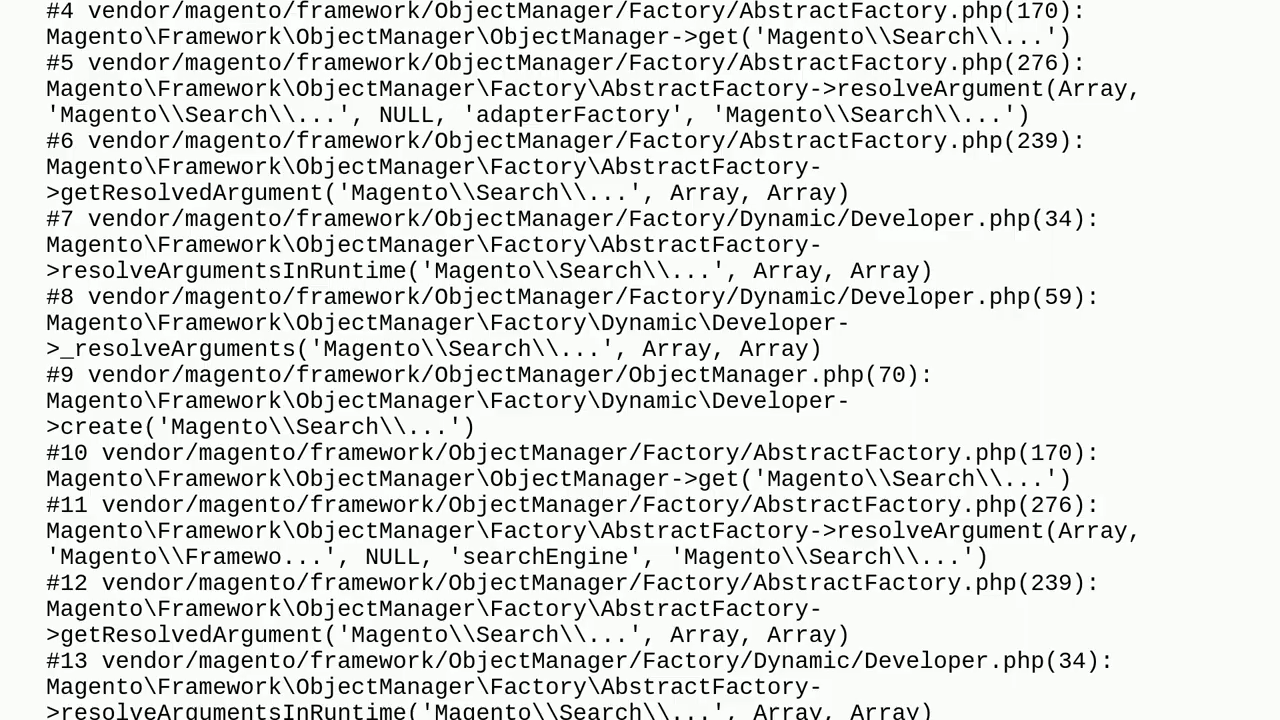 #4 vendor/magento/framework/ObjectManager/Factory/AbstractFactory.php(170):
Magento\Framework\ObjectManager\ObjectManager->get('Magento\\Search\\...')
#5 vendor/magento/framework/ObjectManager/Factory/AbstractFactory.php(276):
Magento\Framework\ObjectManager\Factory\AbstractFactory->resolveArgument(Array,
'Magento\\Search\\...', NULL, 'adapterFactory', 'Magento\\Search\\...')
#6 vendor/magento/framework/ObjectManager/Factory/AbstractFactory.php(239):
Magento\Framework\ObjectManager\Factory\AbstractFactory-
>getResolvedArgument('Magento\\Search\\...', Array, Array)
#7 vendor/magento/framework/ObjectManager/Factory/Dynamic/Developer.php(34):
Magento\Framework\ObjectManager\Factory\AbstractFactory-
>resolveArgumentsInRuntime('Magento\\Search\\...', Array, Array)
#8 vendor/magento/framework/ObjectManager/Factory/Dynamic/Developer.php(59):
Magento\Framework\ObjectManager\Factory\Dynamic\Developer-
>_resolveArguments('Magento\\Search\\...', Array, Array)
#9 vendor/magento/framework/ObjectManager/ObjectManager.php(70):
Magento\Framework\ObjectManager\Factory\Dynamic\Developer-
>create('Magento\\Search\\...')
#10 vendor/magento/framework/ObjectManager/Factory/AbstractFactory.php(170):
Magento\Framework\ObjectManager\ObjectManager->get('Magento\\Search\\...')
#11 vendor/magento/framework/ObjectManager/Factory/AbstractFactory.php(276):
Magento\Framework\ObjectManager\Factory\AbstractFactory->resolveArgument(Array,
'Magento\\Framewo...', NULL, 'searchEngine', 'Magento\\Search\\...')
#12 vendor/magento/framework/ObjectManager/Factory/AbstractFactory.php(239):
Magento\Framework\ObjectManager\Factory\AbstractFactory-
>getResolvedArgument('Magento\\Search\\...', Array, Array)
#13 vendor/magento/framework/ObjectManager/Factory/Dynamic/Developer.php(34):
Magento\Framework\ObjectManager\Factory\AbstractFactory-
>resolveArgumentsInRuntime('Magento\\Search\\...', Array, Array)